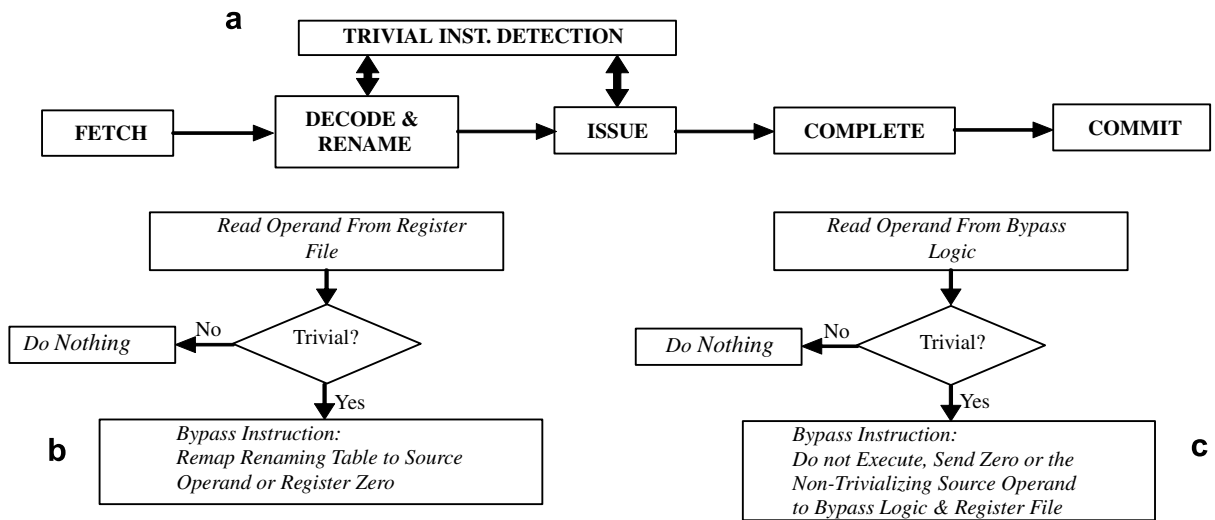 a
TRIVIAL INST. DETECTION
FETCH
DECODE &
RENAME
ISSUE
COMPLETE
COMMIT
Read Operand From Register
File
Trivial?
No
Do Nothing
Yes
b
Bypass Instruction:
Remap Renaming Table to Source
Operand or Register Zero
Read Operand From Bypass
Logic
Trivial?
No
Do Nothing
Yes
c
Bypass Instruction:
Do not Execute, Send Zero or the
Non-Trivializing Source Operand
to Bypass Logic & Register File